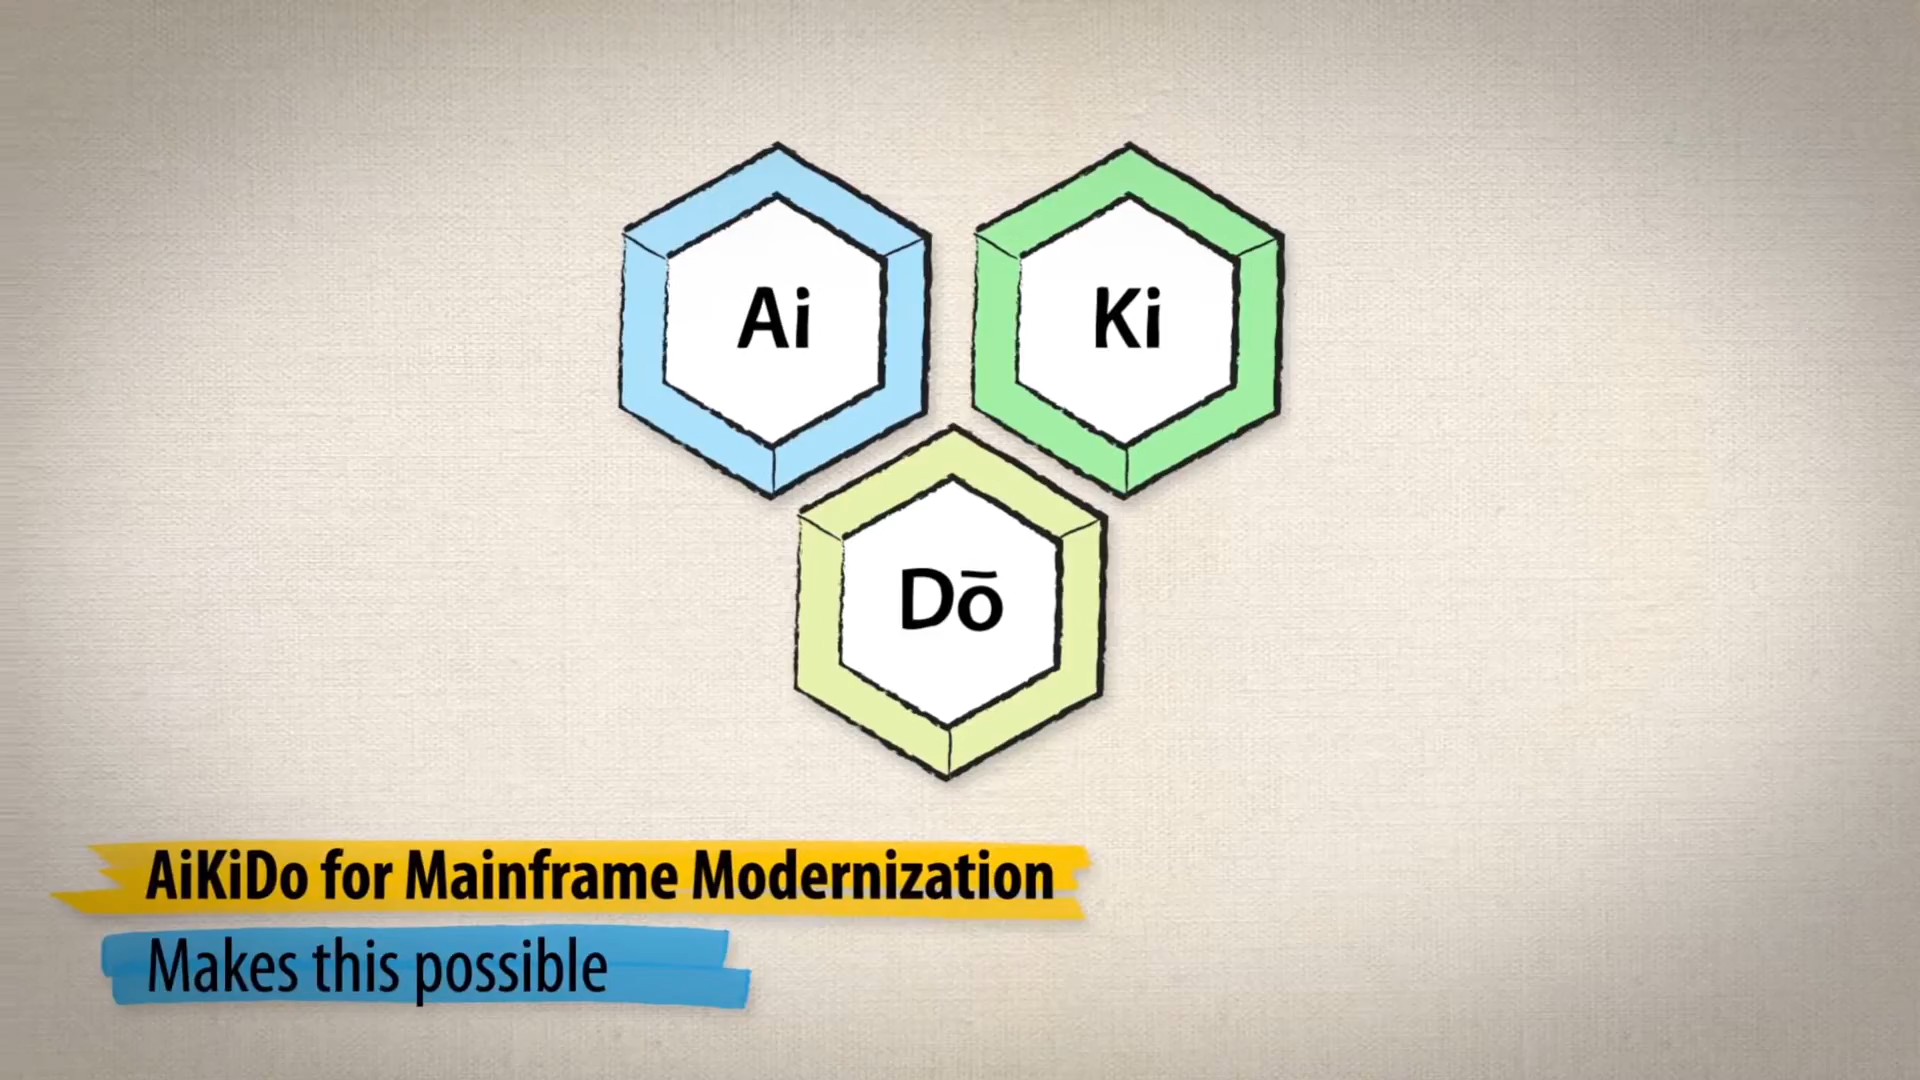 Ai
Ki
Dō
AiKiDo for Mainframe Modernization
Makes this possible